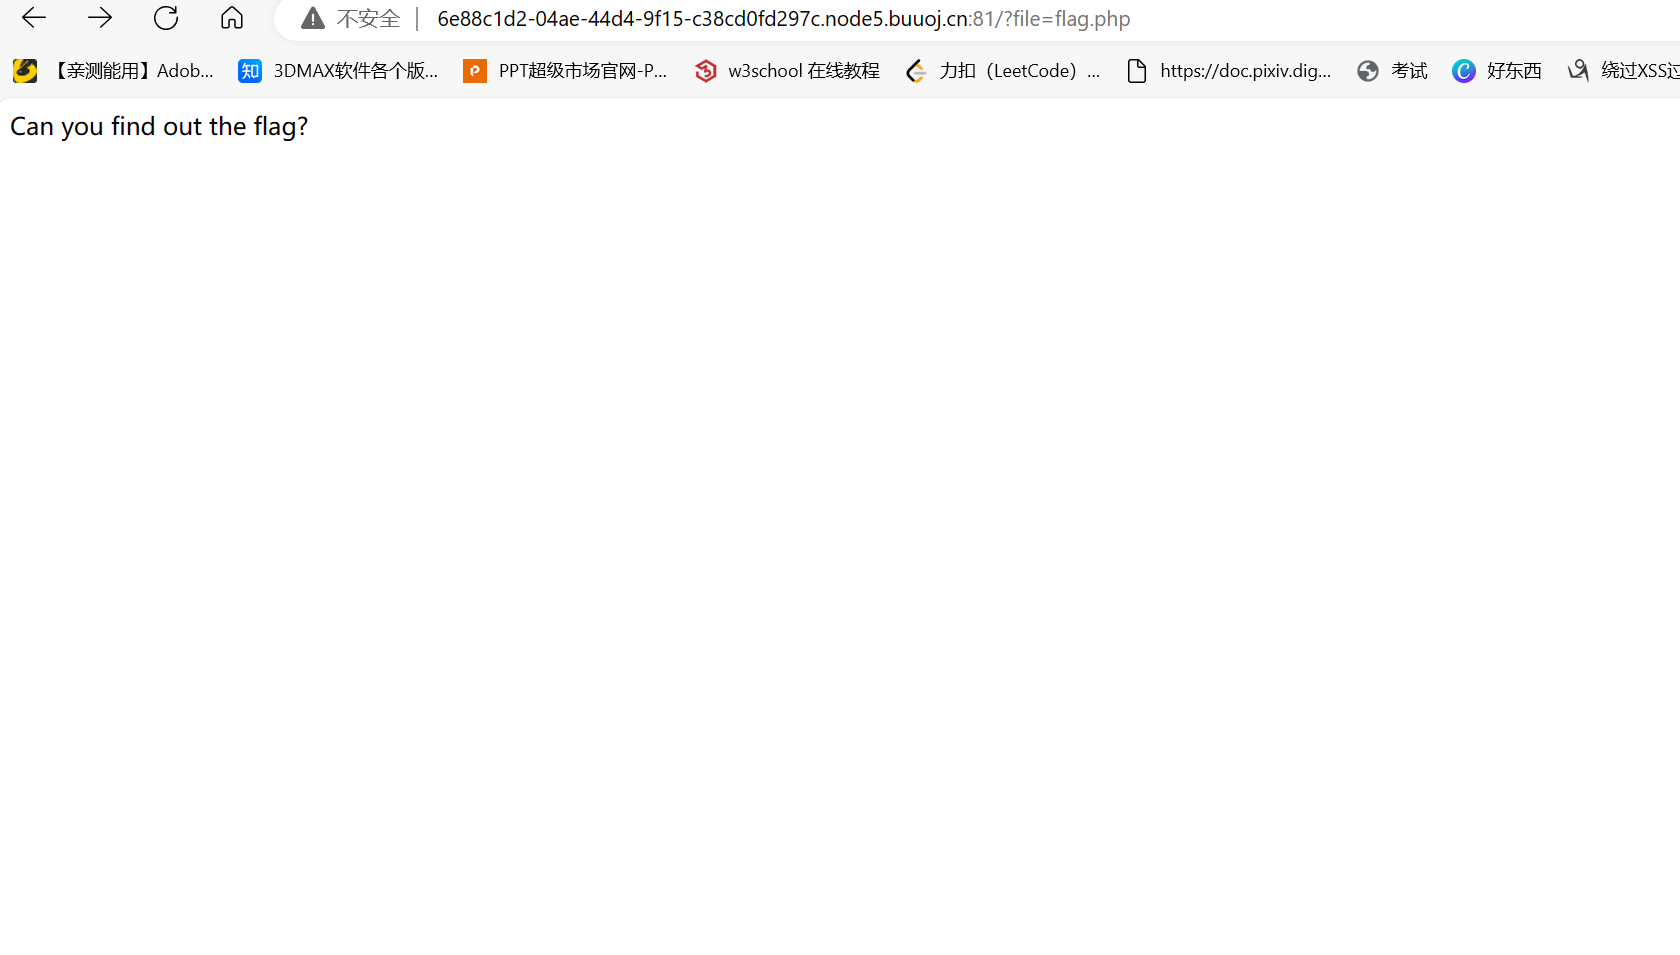 不安全 | 6e88c1d2-04ae-44d4-9f15-c38cd0fd297c.node5.buuoj.cn:81/?file=flag.php
【亲测能用】Adob... 知 3DMAX软件各个版... P PPT超级市场官网-P... w3school 在线教程 力扣（LeetCode）... https://doc.pixiv.dig... 考试 C 好东西 绕过XSS过
Can you find out the flag?